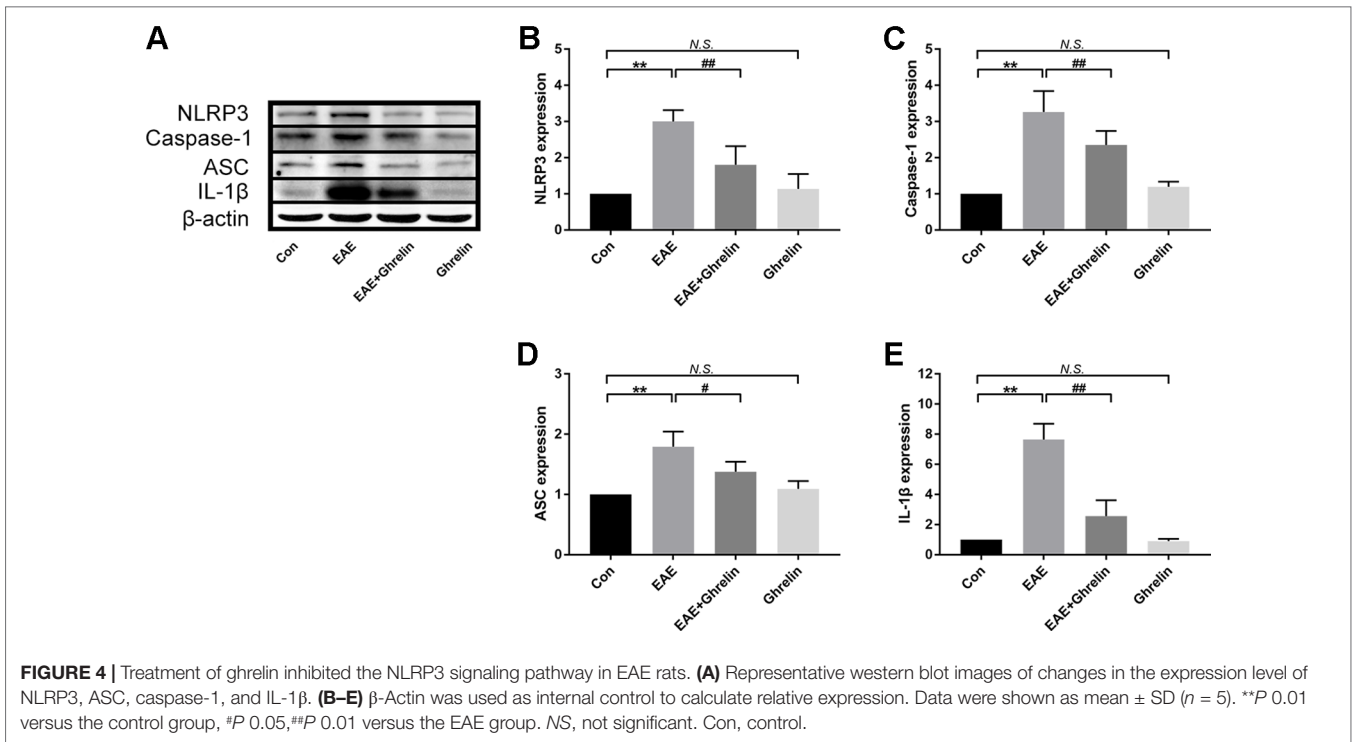 A
NLRP3
Caspase-1
ASC
IL-1β
β-actin
Con EAE EAE+Ghrelin Ghrelin
B
N.S.
** ##
NLRP3 expression
5
4
3
2
1
0
Con EAE EAE+Ghrelin Ghrelin
C
N.S.
** ##
Caspase-1 expression
5
4
3
2
1
0
Con EAE EAE+Ghrelin Ghrelin
D
N.S.
** #
ASC expression
3
2
1
0
Con EAE EAE+Ghrelin Ghrelin
E
N.S.
** ##
IL-1β expression
12
10
8
6
4
2
0
Con EAE EAE+Ghrelin Ghrelin
FIGURE 4 | Treatment of ghrelin inhibited the NLRP3 signaling pathway in EAE rats. (A) Representative western blot images of changes in the expression level of
NLRP3, ASC, caspase-1, and IL-1β. (B–E) β-Actin was used as internal control to calculate relative expression. Data were shown as mean ± SD (n = 5). **P 0.01
versus the control group, #P 0.05,##P 0.01 versus the EAE group. NS, not significant. Con, control.